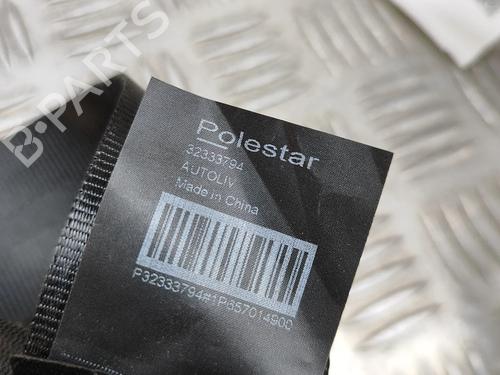 B-PARTS
Polestar
32333794
AUTOLIV
Made in China
P32333794#1P657014900